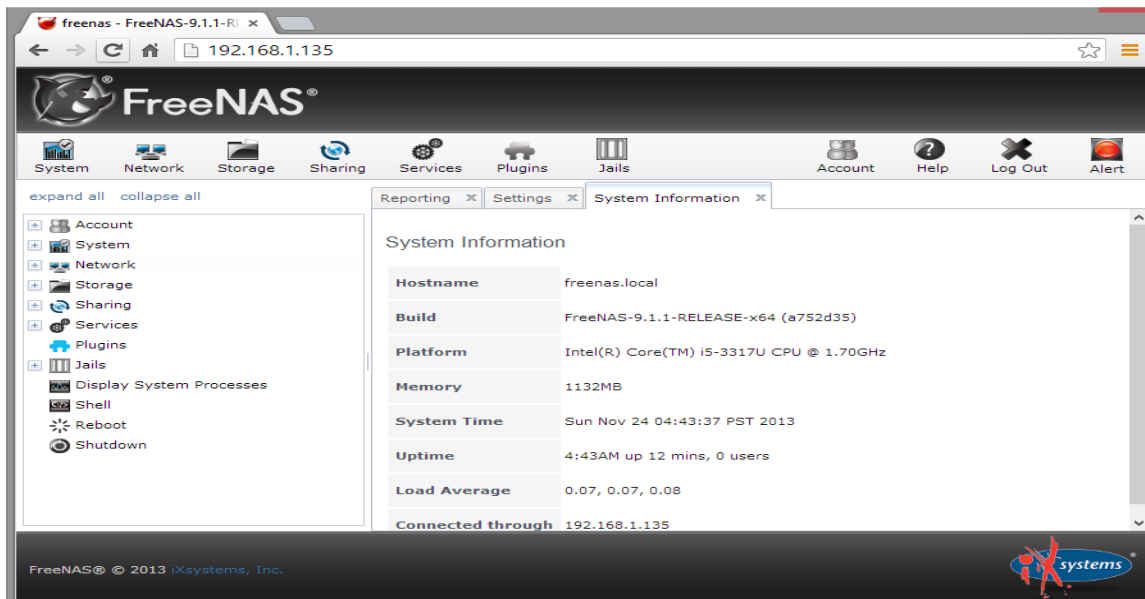 freenas - FreeNAS-9.1.1-R
192.168.1.135
FreeNAS®
System Network Storage Sharing Services Plugins Jails Account Help Log Out Alert
expand all collapse all
Reporting Settings System Information
Account
System
Network
Storage
Sharing
Services
Plugins
Jails
Display System Processes
Shell
Reboot
Shutdown
System Information
Hostname freenas.local
Build FreeNAS-9.1.1-RELEASE-x64 (a752d35)
Platform Intel(R) Core(TM) i5-3317U CPU @ 1.70GHz
Memory 1132MB
System Time Sun Nov 24 04:43:37 PST 2013
Uptime 4:43AM up 12 mins, 0 users
Load Average 0.07, 0.07, 0.08
Connected through 192.168.1.135
FreeNAS® © 2013 iXsystems, Inc.
iXsystems